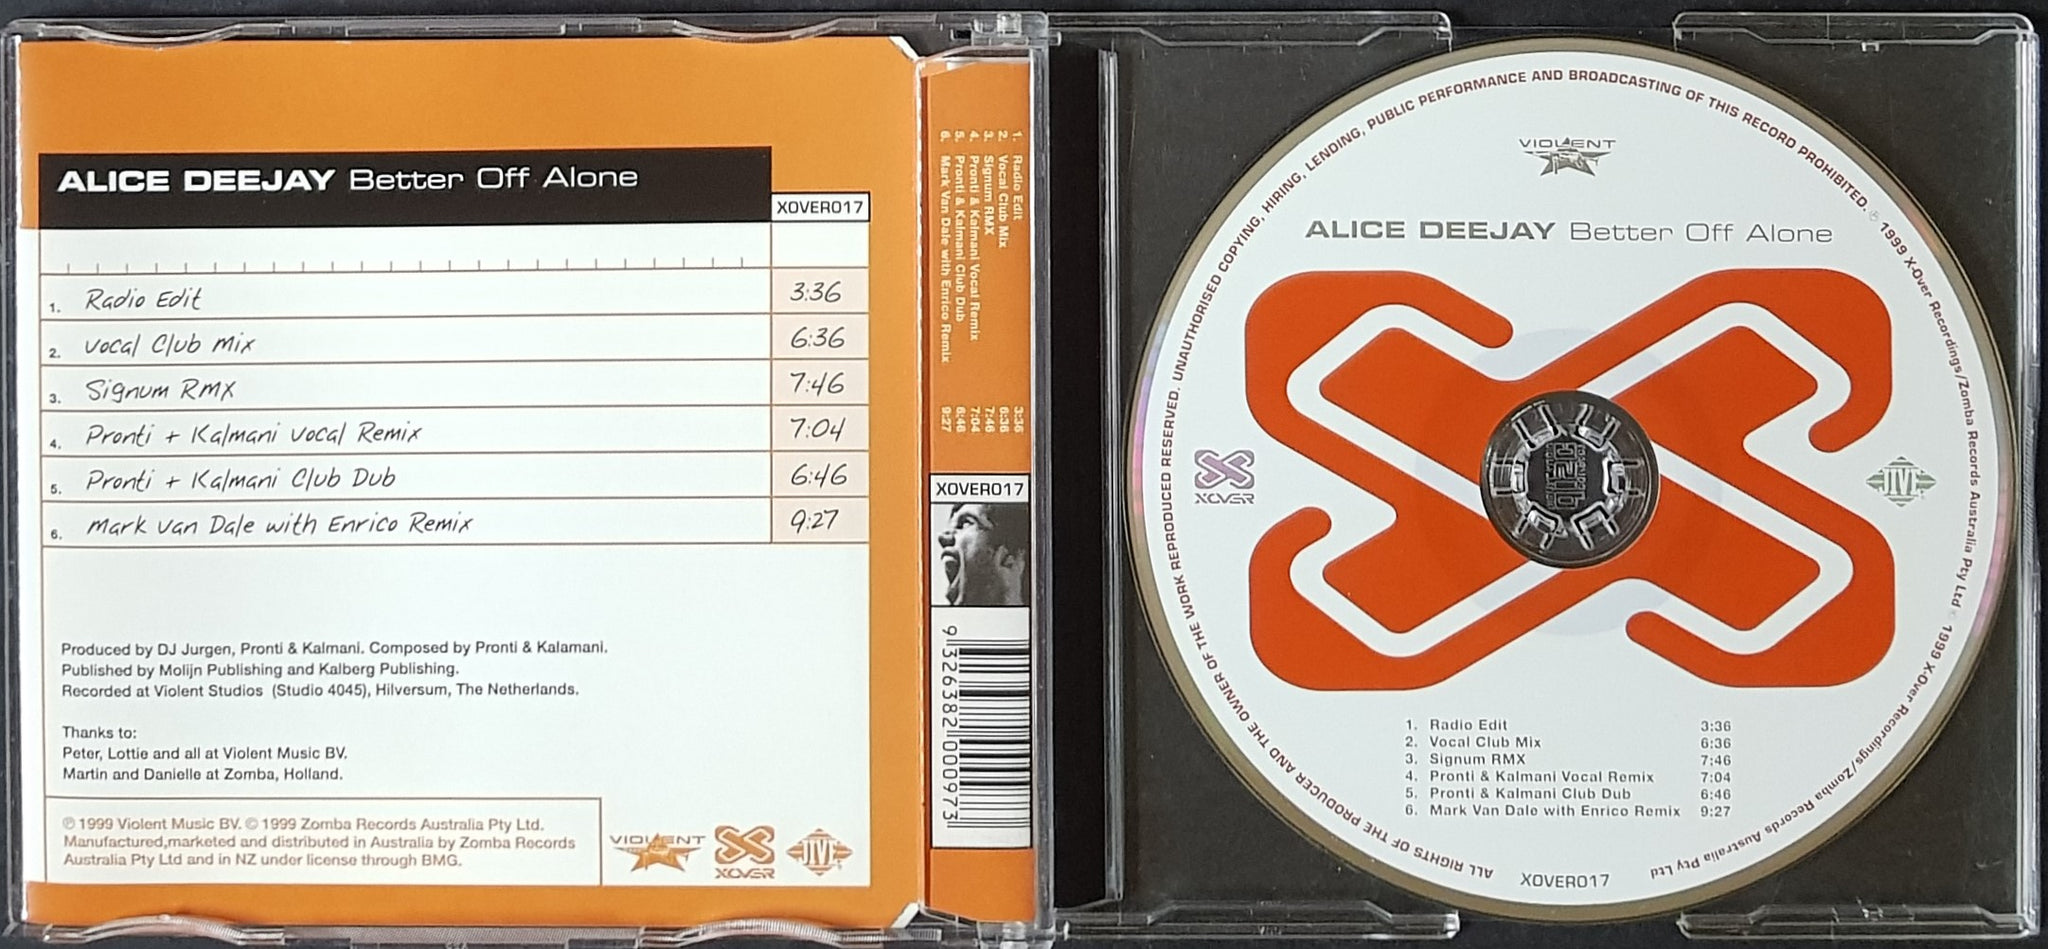 ALICE DEEJAY Better Off Alone
XOVER017
1. Radio Edit 3:36
2. Vocal Club Mix 6:36
3. Signum RMX 7:46
4. Pronti + Kalmani Vocal Remix 7:04
5. Pronti + Kalmani Club Dub 6:46
6. Mark Van Dale with Enrico Remix 9:27
Produced by DJ Jurgen, Pronti & Kalmani. Composed by Pronti & Kalamani.
Published by Molijn Publishing and Kalberg Publishing.
Recorded at Violent Studios (Studio 4045), Hilversum, The Netherlands.
Thanks to:
Peter, Lottie and all at Violent Music BV.
Martin and Danielle at Zomba, Holland.
℗ 1999 Violent Music BV. © 1999 Zomba Records Australia Pty Ltd.
Manufactured,marketed and distributed in Australia by Zomba Records
Australia Pty Ltd and in NZ under license through BMG.
VIOLENT
XOVER
JIVE
1. Radio Edit 3:36
2. Vocal Club Mix 6:36
3. Signum RMX 7:46
4. Pronti & Kalmani Vocal Remix 7:04
5. Pronti & Kalmani Club Dub 6:46
6. Mark Van Dale with Enrico Remix 9:27
XOVER017
9 326382 000973
ALL RIGHTS OF THE PRODUCER AND THE OWNER OF THE WORK REPRODUCED RESERVED. UNAUTHORISED COPYING, HIRING, LENDING, PUBLIC PERFORMANCE AND BROADCASTING OF THIS RECORD PROHIBITED. ℗ 1999 X-Over Recordings/Zomba Records Australia Pty Ltd © 1999 X-Over Recordings/Zomba Records Australia Pty Ltd
VIOLENT
ALICE DEEJAY Better Off Alone
XOVER
JIVE
1. Radio Edit 3:36
2. Vocal Club Mix 6:36
3. Signum RMX 7:46
4. Pronti & Kalmani Vocal Remix 7:04
5. Pronti & Kalmani Club Dub 6:46
6. Mark Van Dale with Enrico Remix 9:27
XOVER017